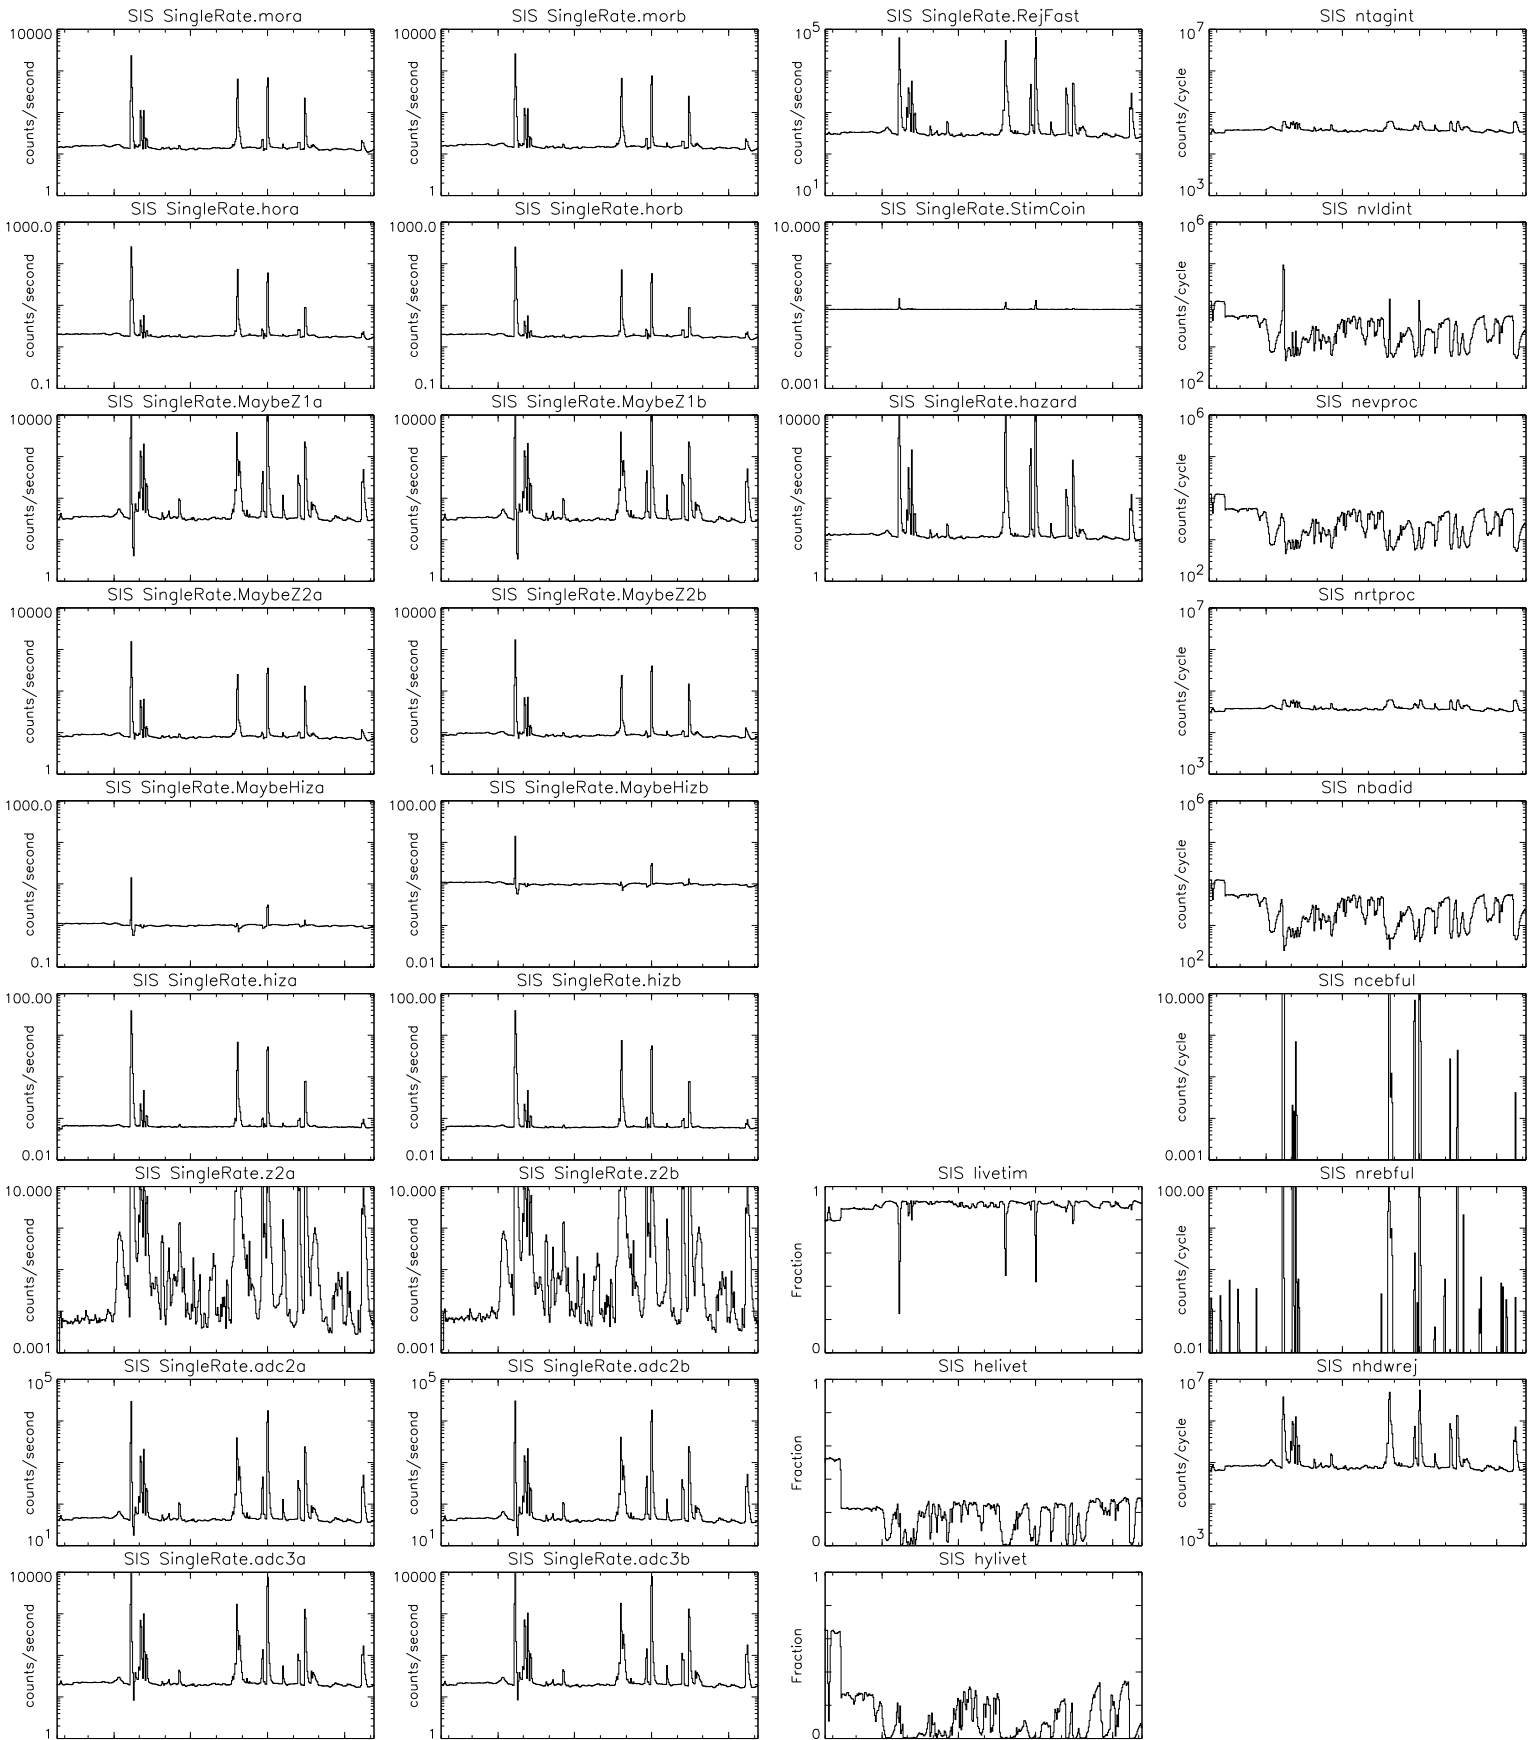 SIS SingleRate.mora
10000
counts/second
1
SIS SingleRate.morb
10000
counts/second
1
SIS SingleRate.RejFast
10^5
counts/second
10^1
SIS ntagint
10^7
counts/cycle
10^3
SIS SingleRate.hora
1000.0
counts/second
0.1
SIS SingleRate.horb
1000.0
counts/second
0.1
SIS SingleRate.StimCoin
10.000
counts/second
0.001
SIS nvldint
10^6
counts/cycle
10^2
SIS SingleRate.MaybeZ1a
10000
counts/second
1
SIS SingleRate.MaybeZ1b
10000
counts/second
1
SIS SingleRate.hazard
10000
counts/second
1
SIS nevproc
10^6
counts/cycle
10^2
SIS SingleRate.MaybeZ2a
10000
counts/second
1
SIS SingleRate.MaybeZ2b
10000
counts/second
1
SIS nrtproc
10^7
counts/cycle
10^3
SIS SingleRate.MaybeHiza
1000.0
counts/second
0.1
SIS SingleRate.MaybeHizb
100.00
counts/second
0.01
SIS nbadid
10^6
counts/cycle
10^2
SIS SingleRate.hiza
100.00
counts/second
0.01
SIS SingleRate.hizb
100.00
counts/second
0.01
SIS ncebful
10.000
counts/cycle
0.001
SIS SingleRate.z2a
10.000
counts/second
0.001
SIS SingleRate.z2b
10.000
counts/second
0.001
SIS livetim
1
Fraction
0
SIS nrebful
100.00
counts/cycle
0.01
SIS SingleRate.adc2a
10^5
counts/second
10^1
SIS SingleRate.adc2b
10^5
counts/second
10^1
SIS helivet
1
Fraction
0
SIS nhdwrej
10^7
counts/cycle
10^3
SIS SingleRate.adc3a
10000
counts/second
1
SIS SingleRate.adc3b
10000
counts/second
1
SIS hylivet
1
Fraction
0